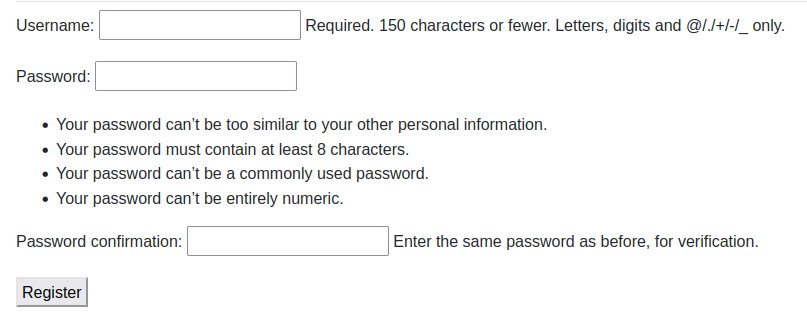 Username: Required. 150 characters or fewer. Letters, digits and @/./+/-/_ only.
Password:
• Your password can’t be too similar to your other personal information.
• Your password must contain at least 8 characters.
• Your password can’t be a commonly used password.
• Your password can’t be entirely numeric.
Password confirmation: Enter the same password as before, for verification.
Register